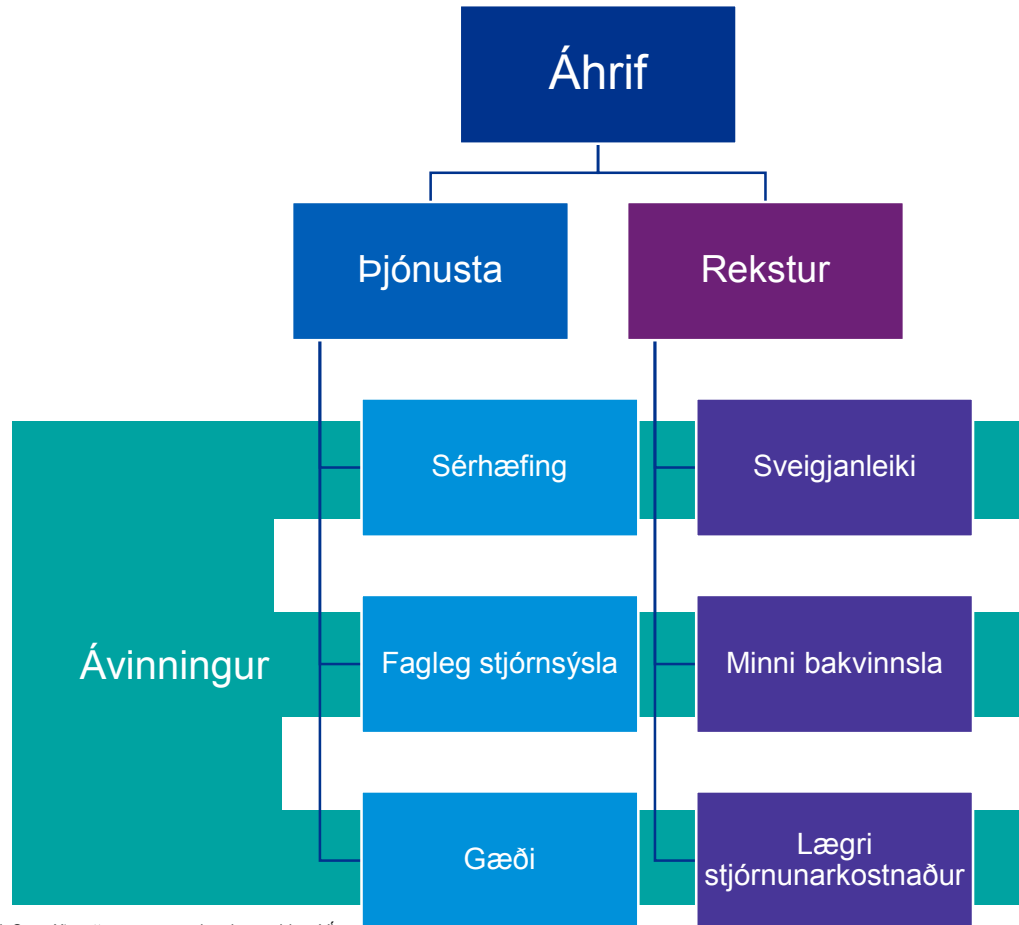 Áhrif
Þjónusta
Rekstur
Sérhæfing
Sveigjanleiki
Ávinningur
Fagleg stjórnsýsla
Minni bakvinnsla
Gæði
Lægri
stjórnunarkostnaður